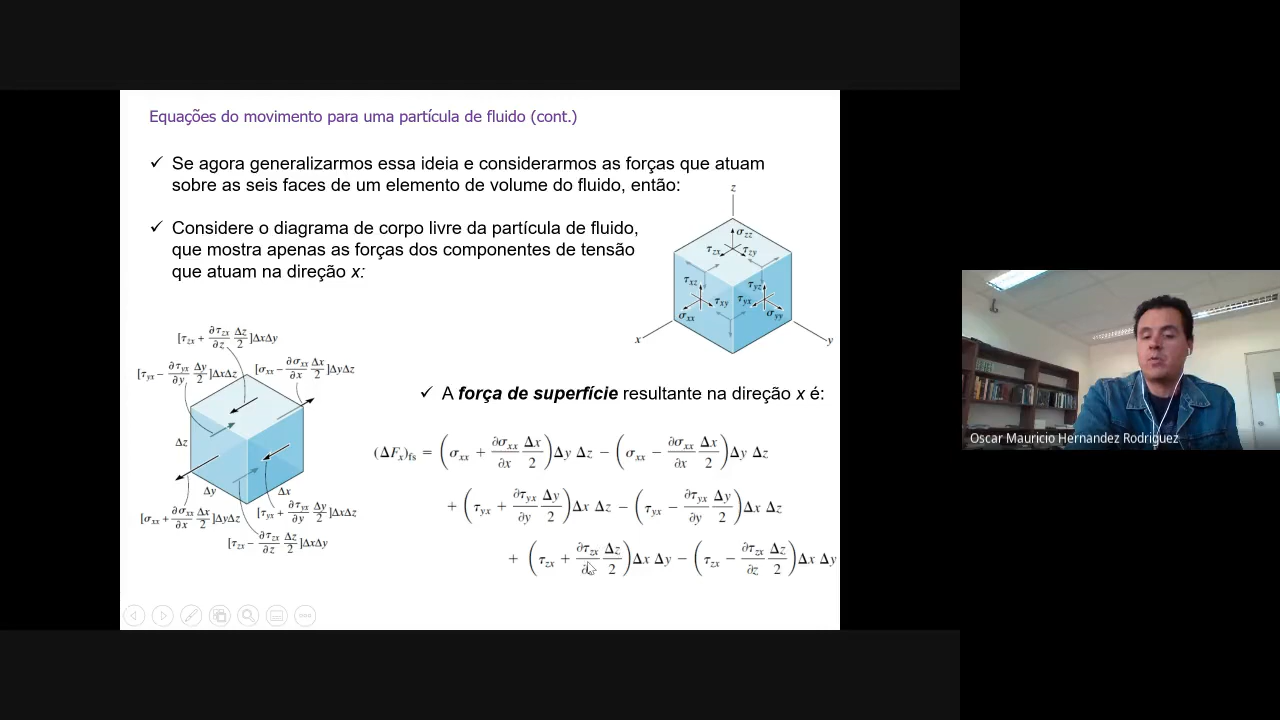 Equações do movimento para uma partícula de fluido (cont.)
✓ Se agora generalizarmos essa ideia e considerarmos as forças que atuam
sobre as seis faces de um elemento de volume do fluido, então:
✓ Considere o diagrama de corpo livre da partícula de fluido,
que mostra apenas as forças dos componentes de tensão
que atuam na direção x:
z
σzz
τzx τzy
τxz τyz
τxy τyx
σxx σyy
x y
[τzx + ∂τzx/∂z Δz/2]ΔxΔy
[τyx − ∂τyx/∂y Δy/2]ΔxΔz
[σxx − ∂σxx/∂x Δx/2]ΔyΔz
Δz
Δy Δx
[σxx + ∂σxx/∂x Δx/2]ΔyΔz
[τyx + ∂τyx/∂y Δy/2]ΔxΔz
[τzx − ∂τzx/∂z Δz/2]ΔxΔy
✓ A força de superfície resultante na direção x é:
(ΔFx)fs = (σxx + ∂σxx/∂x Δx/2)Δy Δz − (σxx − ∂σxx/∂x Δx/2)Δy Δz
+ (τyx + ∂τyx/∂y Δy/2)Δx Δz − (τyx − ∂τyx/∂y Δy/2)Δx Δz
+ (τzx + ∂τzx/∂z Δz/2)Δx Δy − (τzx − ∂τzx/∂z Δz/2)Δx Δy
Oscar Mauricio Hernandez Rodriguez